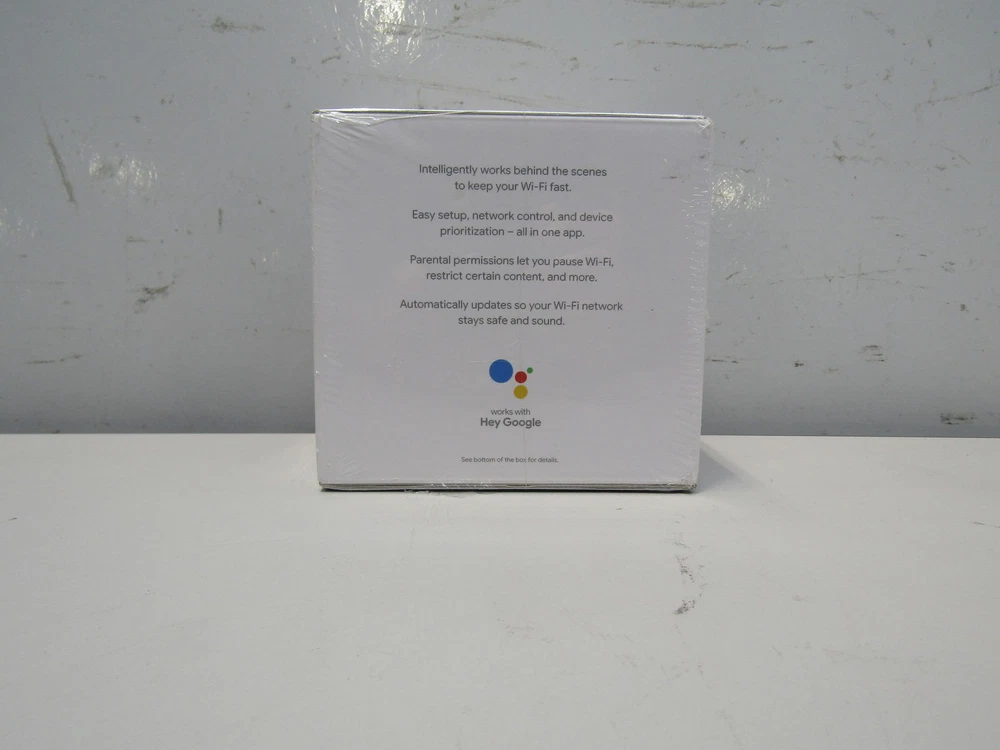 Intelligently works behind the scenes
to keep your Wi-Fi fast.
Easy setup, network control, and device
prioritization – all in one app.
Parental permissions let you pause Wi-Fi,
restrict certain content, and more.
Automatically updates so your Wi-Fi network
stays safe and sound.
works with
Hey Google
See bottom of the box for details.